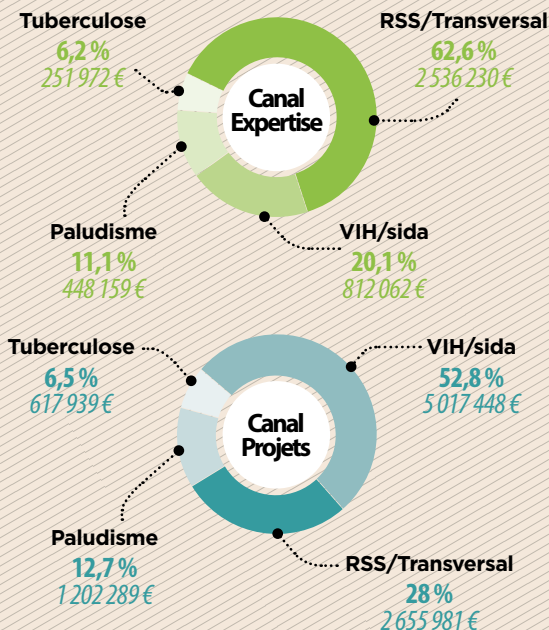 Tuberculose
6,2 %
251 972 €
RSS/Transversal
62,6 %
2 536 230 €
Canal
Expertise
Paludisme
11,1 %
448 159 €
VIH/sida
20,1 %
812 062 €
Tuberculose
6,5 %
617 939 €
VIH/sida
52,8 %
5 017 448 €
Canal
Projets
Paludisme
12,7 %
1 202 289 €
RSS/Transversal
28 %
2 655 981 €